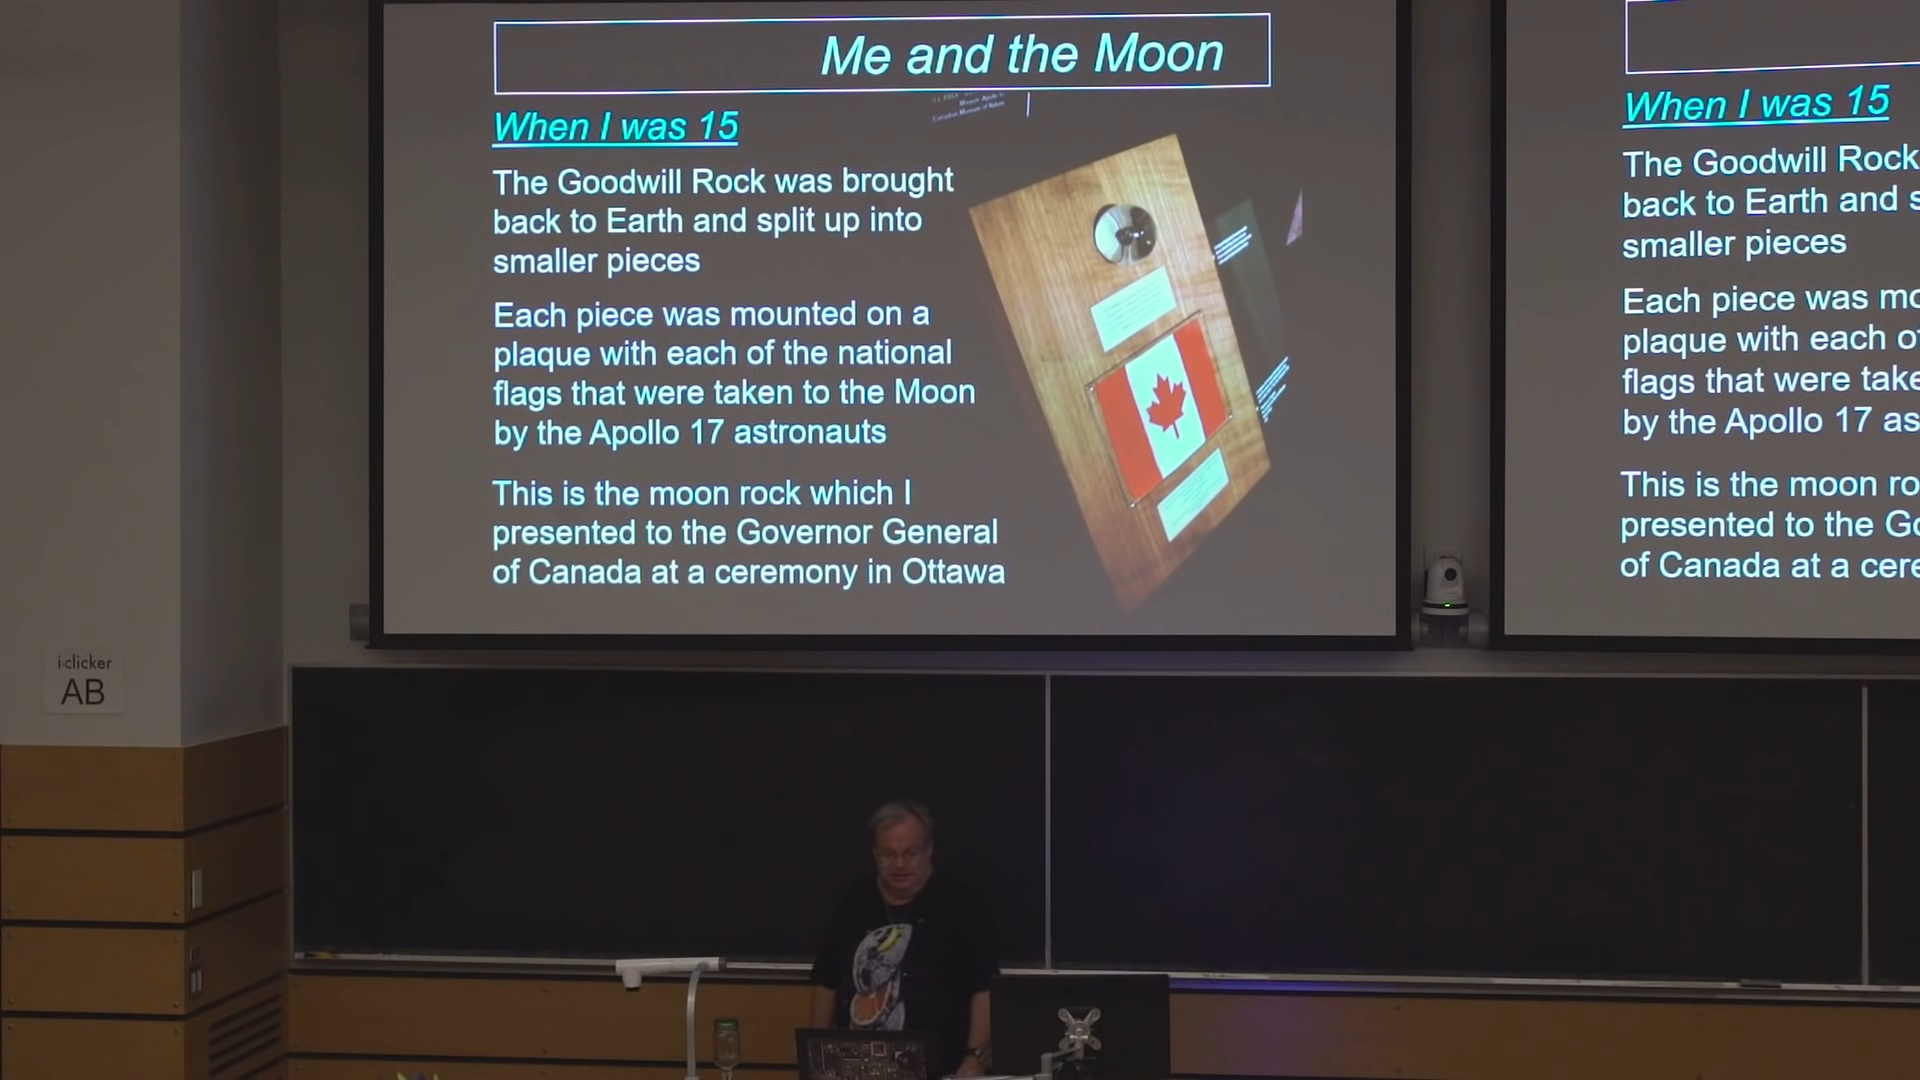 Me and the Moon
When I was 15
The Goodwill Rock was brought
back to Earth and split up into
smaller pieces
Each piece was mounted on a
plaque with each of the national
flags that were taken to the Moon
by the Apollo 17 astronauts
This is the moon rock which I
presented to the Governor General
of Canada at a ceremony in Ottawa
When I was 15
The Goodwill Rock
back to Earth and s
smaller pieces
Each piece was mo
plaque with each of
flags that were take
by the Apollo 17 as
This is the moon ro
presented to the Go
of Canada at a cere
i>clicker
AB